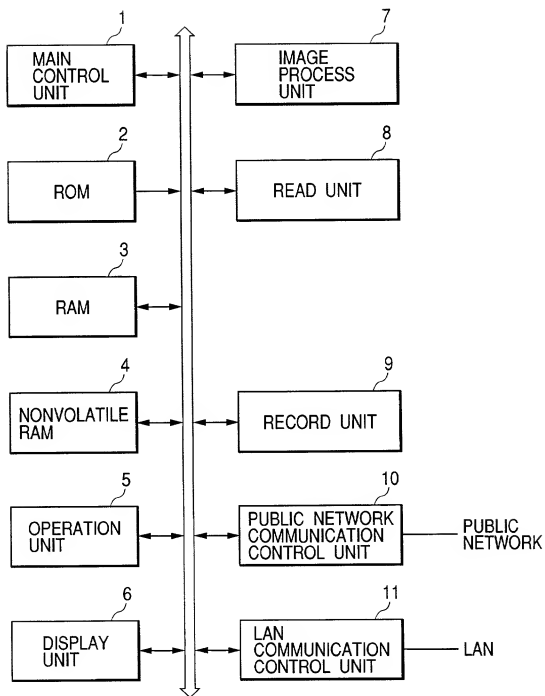 1
MAIN
CONTROL
UNIT
7
IMAGE
PROCESS
UNIT
2
ROM
8
READ UNIT
3
RAM
4
NONVOLATILE
RAM
9
RECORD UNIT
5
OPERATION
UNIT
10
PUBLIC NETWORK
COMMUNICATION
CONTROL UNIT
PUBLIC
NETWORK
6
DISPLAY
UNIT
11
LAN
COMMUNICATION
CONTROL UNIT
LAN